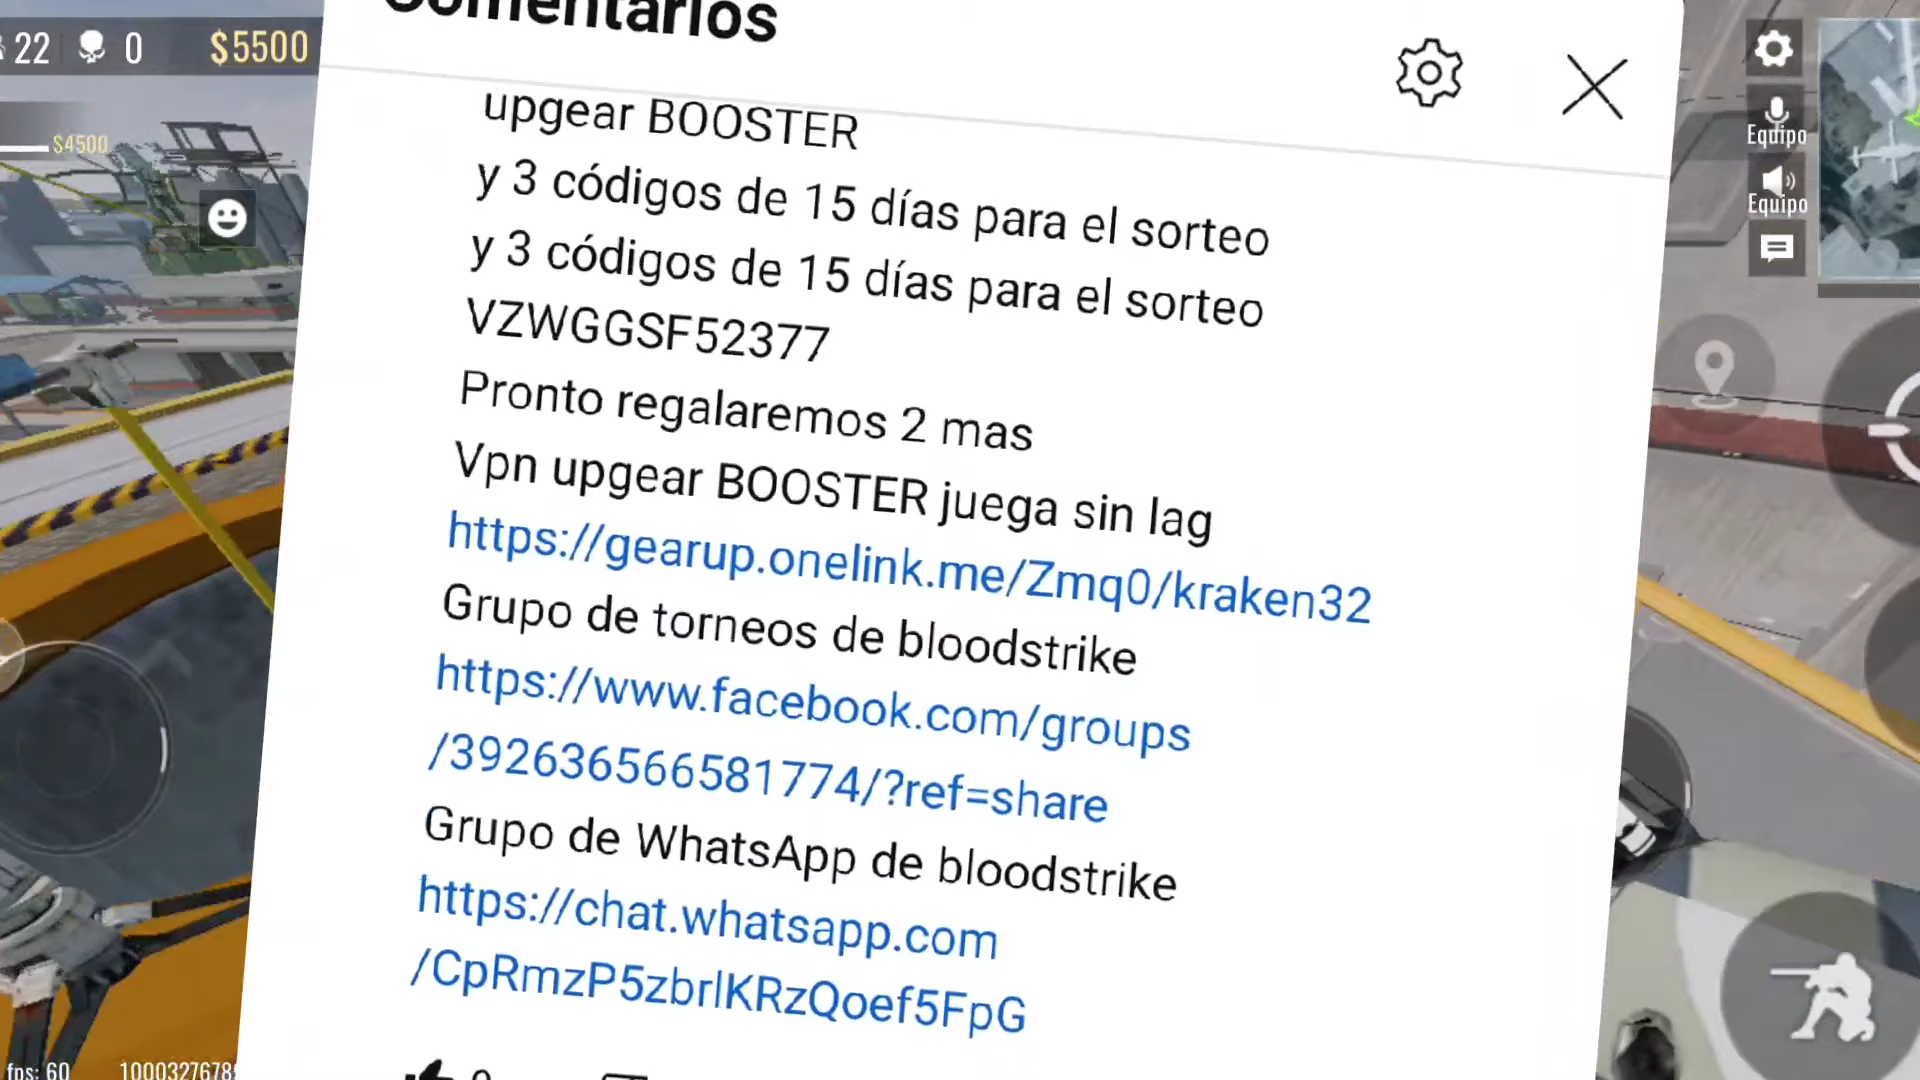 Comentarios
22 0 $5500
$4500
Equipo
Equipo
upgear BOOSTER
y 3 códigos de 15 días para el sorteo
y 3 códigos de 15 días para el sorteo
VZWGGSF52377
Pronto regalaremos 2 mas
Vpn upgear BOOSTER juega sin lag
https://gearup.onelink.me/Zmq0/kraken32
Grupo de torneos de bloodstrike
https://www.facebook.com/groups
/392636566581774/?ref=share
Grupo de WhatsApp de bloodstrike
https://chat.whatsapp.com
/CpRmzP5zbrlKRzQoef5FpG
fps: 60